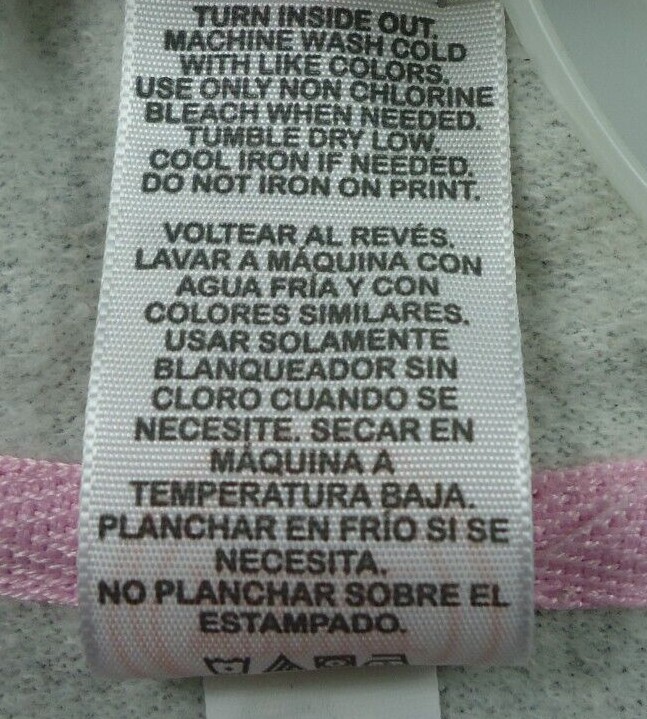 TURN INSIDE OUT.
MACHINE WASH COLD
WITH LIKE COLORS.
USE ONLY NON CHLORINE
BLEACH WHEN NEEDED.
TUMBLE DRY LOW.
COOL IRON IF NEEDED.
DO NOT IRON ON PRINT.
VOLTEAR AL REVÉS.
LAVAR A MÁQUINA CON
AGUA FRÍA Y CON
COLORES SIMILARES.
USAR SOLAMENTE
BLANQUEADOR SIN
CLORO CUANDO SE
NECESITE. SECAR EN
MÁQUINA A
TEMPERATURA BAJA.
PLANCHAR EN FRÍO SI SE
NECESITA.
NO PLANCHAR SOBRE EL
ESTAMPADO.